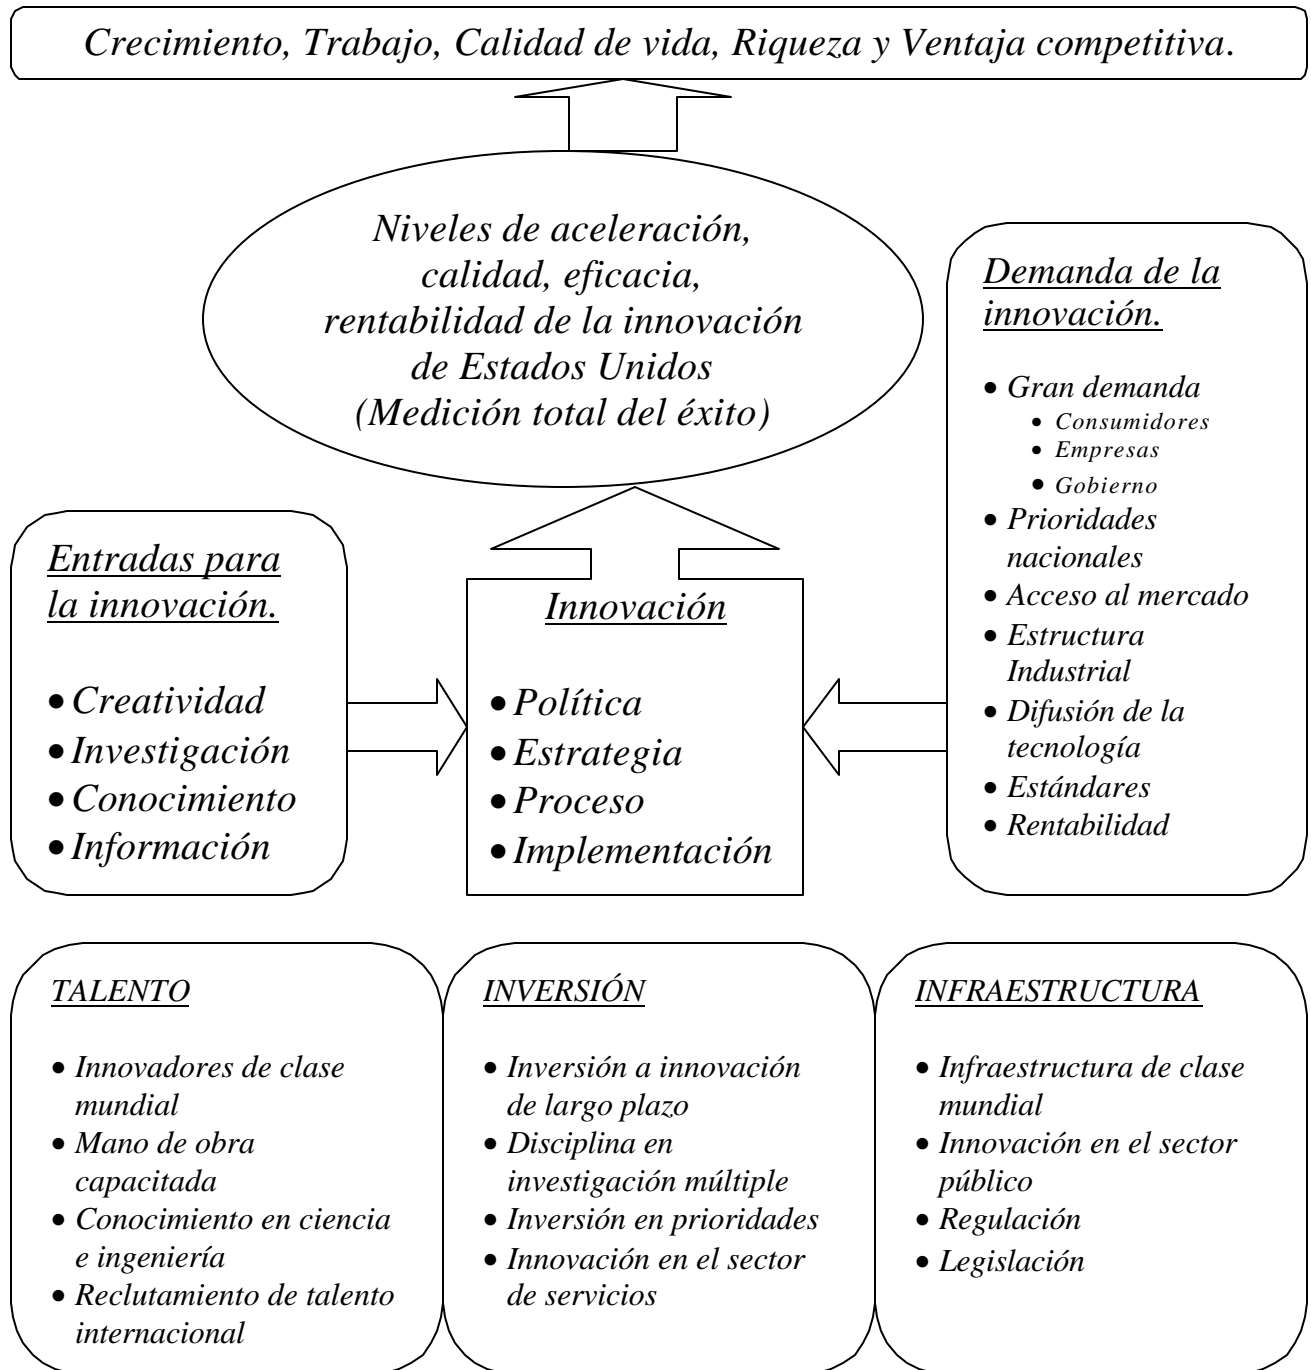 Crecimiento, Trabajo, Calidad de vida, Riqueza y Ventaja competitiva.
Niveles de aceleración,
calidad, eficacia,
rentabilidad de la innovación
de Estados Unidos
(Medición total del éxito)
Demanda de la
innovación.
• Gran demanda
• Consumidores
• Empresas
• Gobierno
• Prioridades
nacionales
• Acceso al mercado
• Estructura
Industrial
• Difusión de la
tecnología
• Estándares
• Rentabilidad
Entradas para
la innovación.
• Creatividad
• Investigación
• Conocimiento
• Información
Innovación
• Política
• Estrategia
• Proceso
• Implementación
TALENTO
• Innovadores de clase
mundial
• Mano de obra
capacitada
• Conocimiento en ciencia
e ingeniería
• Reclutamiento de talento
internacional
INVERSIÓN
• Inversión a innovación
de largo plazo
• Disciplina en
investigación múltiple
• Inversión en prioridades
• Innovación en el sector
de servicios
INFRAESTRUCTURA
• Infraestructura de clase
mundial
• Innovación en el sector
público
• Regulación
• Legislación